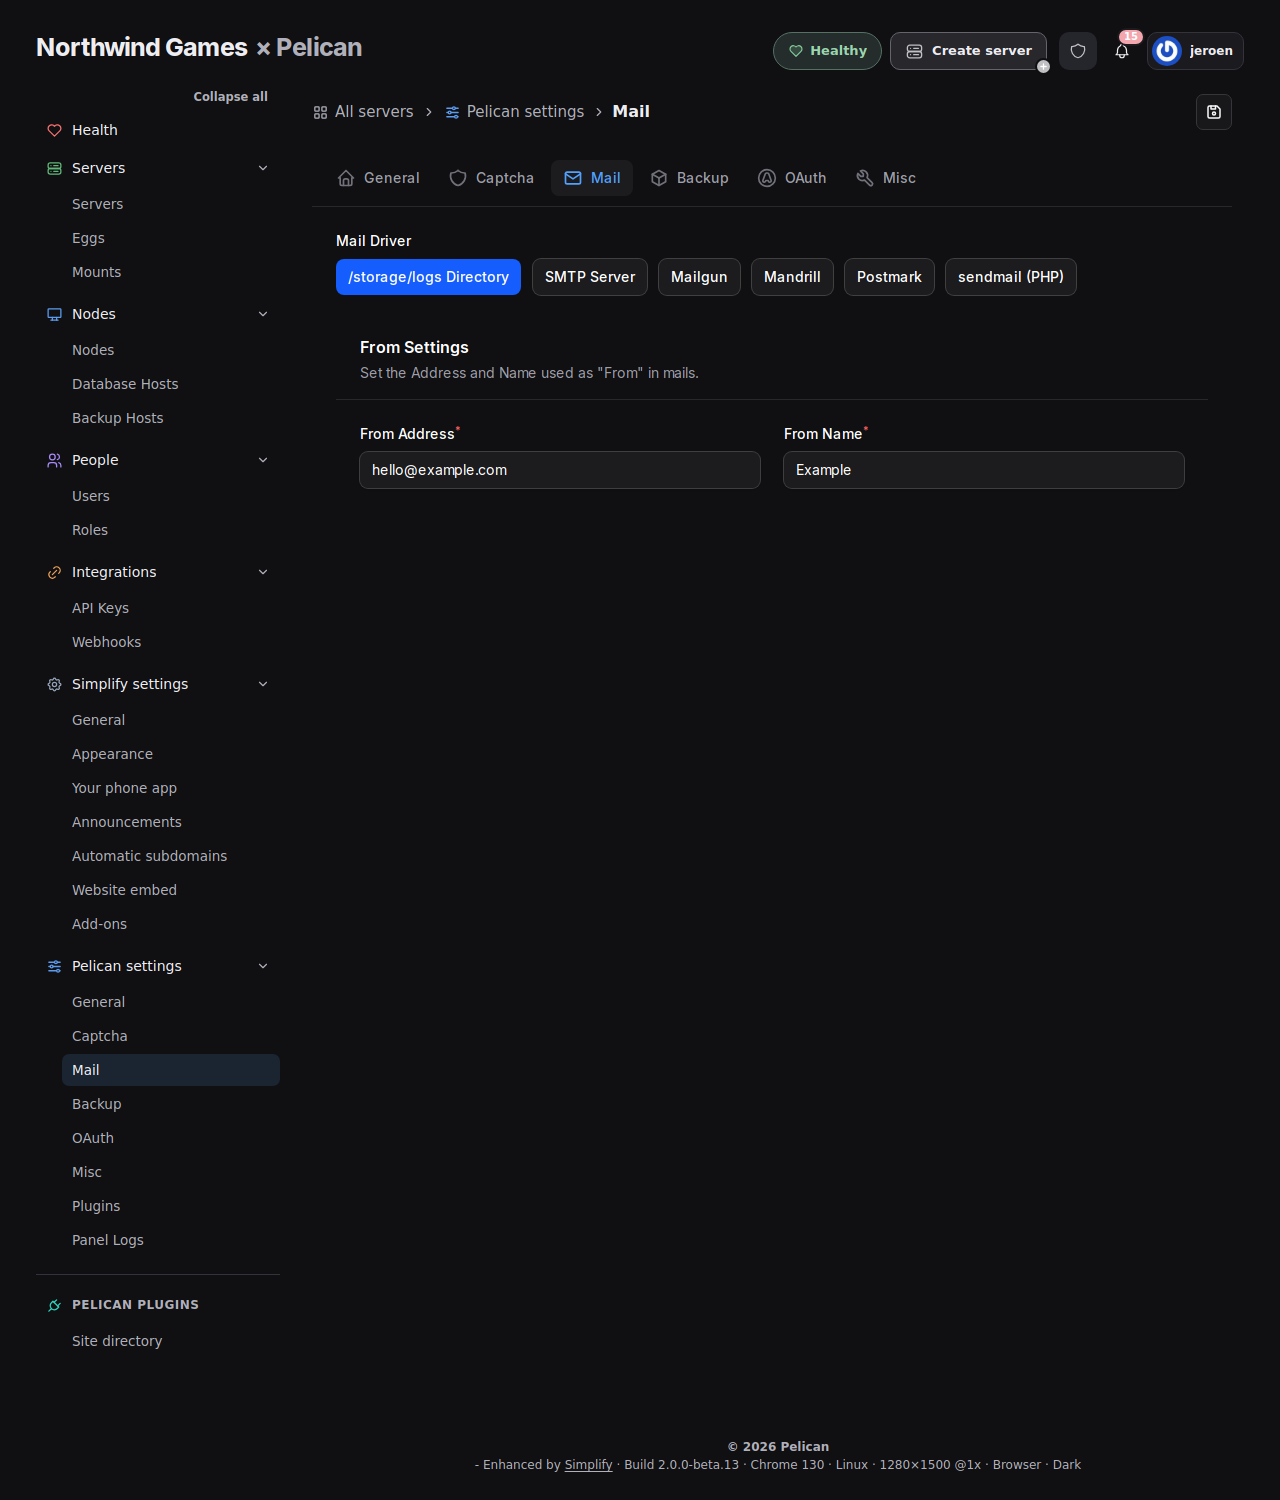 Northwind Games × Pelican
Healthy
Create server
15
jeroen
Collapse all
Health
Servers
Servers
Eggs
Mounts
Nodes
Nodes
Database Hosts
Backup Hosts
People
Users
Roles
Integrations
API Keys
Webhooks
Simplify settings
General
Appearance
Your phone app
Announcements
Automatic subdomains
Website embed
Add-ons
Pelican settings
General
Captcha
Mail
Backup
OAuth
Misc
Plugins
Panel Logs
PELICAN PLUGINS
Site directory
All servers > Pelican settings > Mail
General Captcha Mail Backup OAuth Misc
Mail Driver
/storage/logs Directory SMTP Server Mailgun Mandrill Postmark sendmail (PHP)
From Settings
Set the Address and Name used as "From" in mails.
From Address* From Name*
hello@example.com Example
© 2026 Pelican
- Enhanced by Simplify · Build 2.0.0-beta.13 · Chrome 130 · Linux · 1280×1500 @1x · Browser · Dark